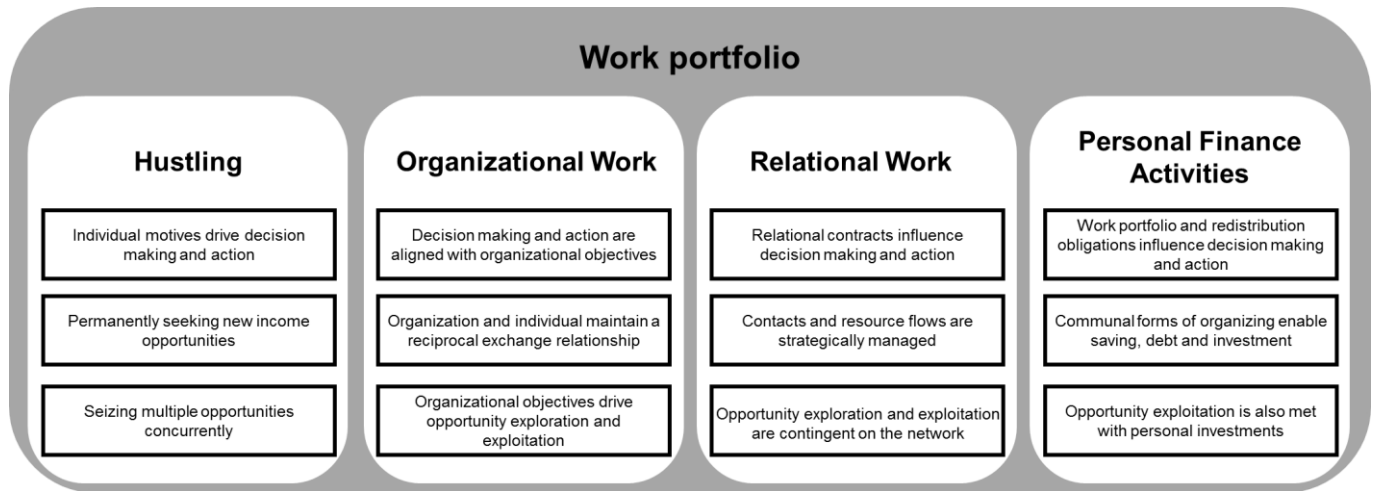 Work portfolio
Hustling
Individual motives drive decision
making and action
Permanently seeking new income
opportunities
Seizing multiple opportunities
concurrently
Organizational Work
Decision making and action are
aligned with organizational objectives
Organization and individual maintain a
reciprocal exchange relationship
Organizational objectives drive
opportunity exploration and
exploitation
Relational Work
Relational contracts influence
decision making and action
Contacts and resource flows are
strategically managed
Opportunity exploration and exploitation
are contingent on the network
Personal Finance
Activities
Work portfolio and redistribution
obligations influence decision making
and action
Communal forms of organizing enable
saving, debt and investment
Opportunity exploitation is also met
with personal investments